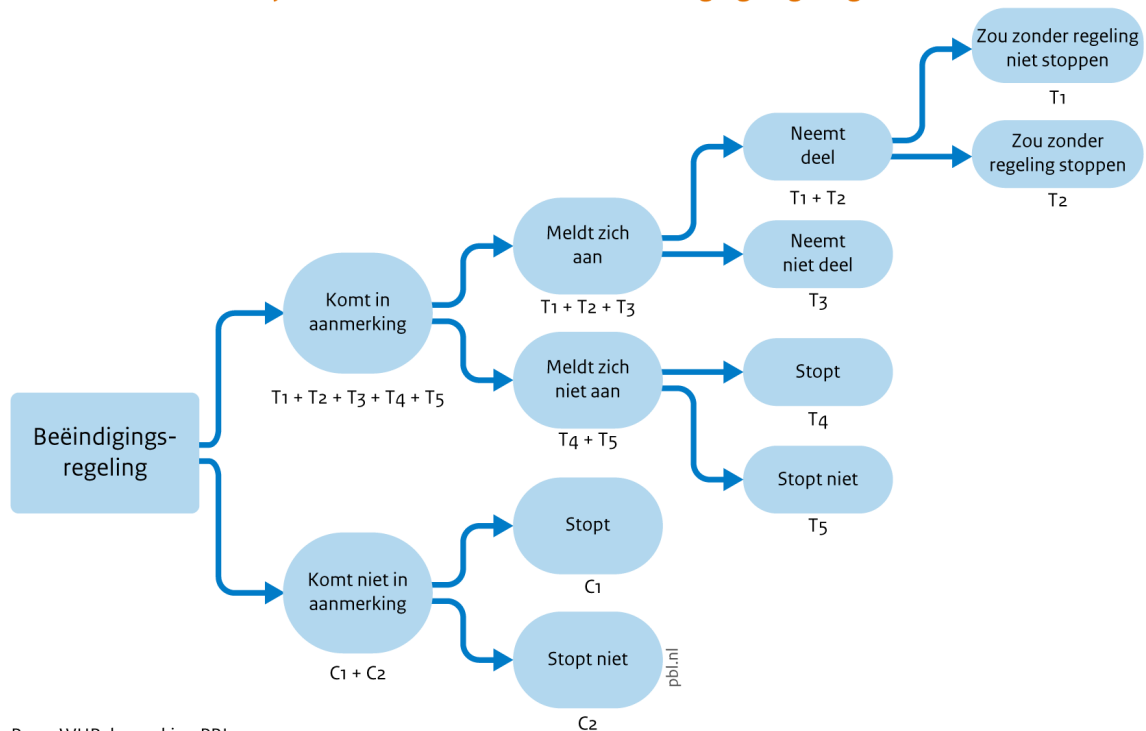 Zou zonder regeling
niet stoppen
T1
Neemt
deel
T1 + T2
Zou zonder
regeling stoppen
T2
Meldt zich
aan
T1 + T2 + T3
Neemt
niet deel
T3
Komt in
aanmerking
T1 + T2 + T3 + T4 + T5
Meldt zich
niet aan
T4 + T5
Stopt
T4
Stopt niet
T5
Beëindigings-
regeling
Stopt
C1
Komt niet in
aanmerking
C1 + C2
Stopt niet
C2
pbl.nl